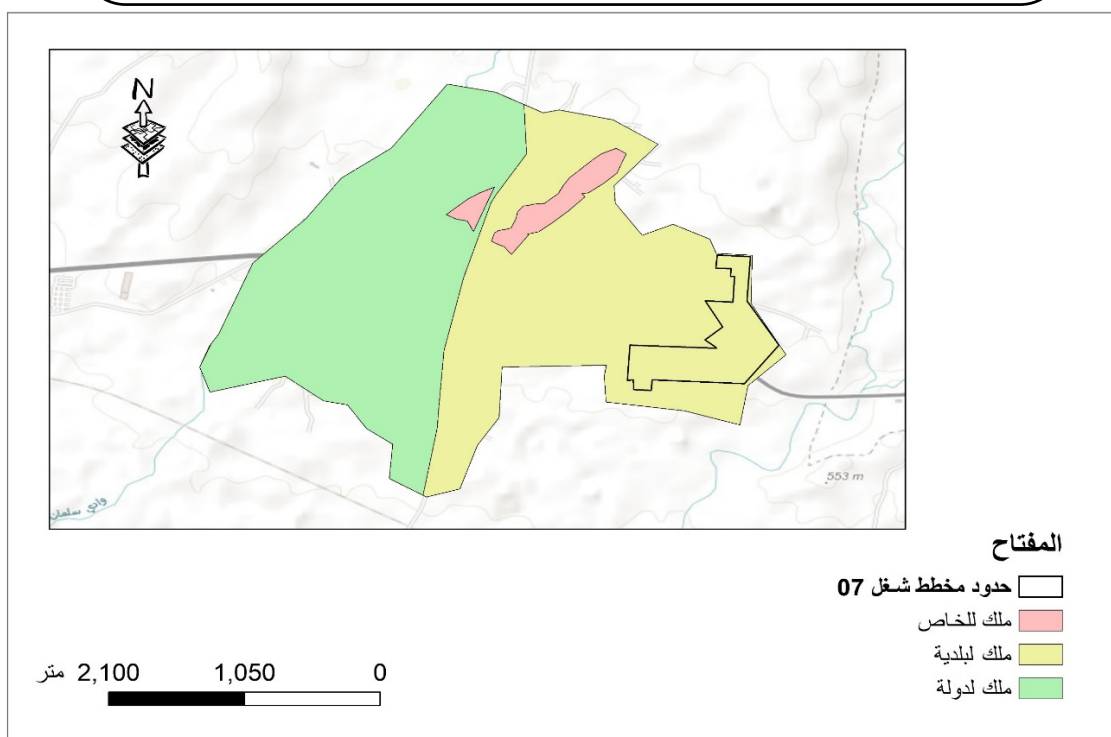 N
553 m
وادي سلمان
المفتاح
حدود مخطط شغل 07
ملك للخاص
ملك لبلدية
ملك لدولة
2,100 1,050 0 متر